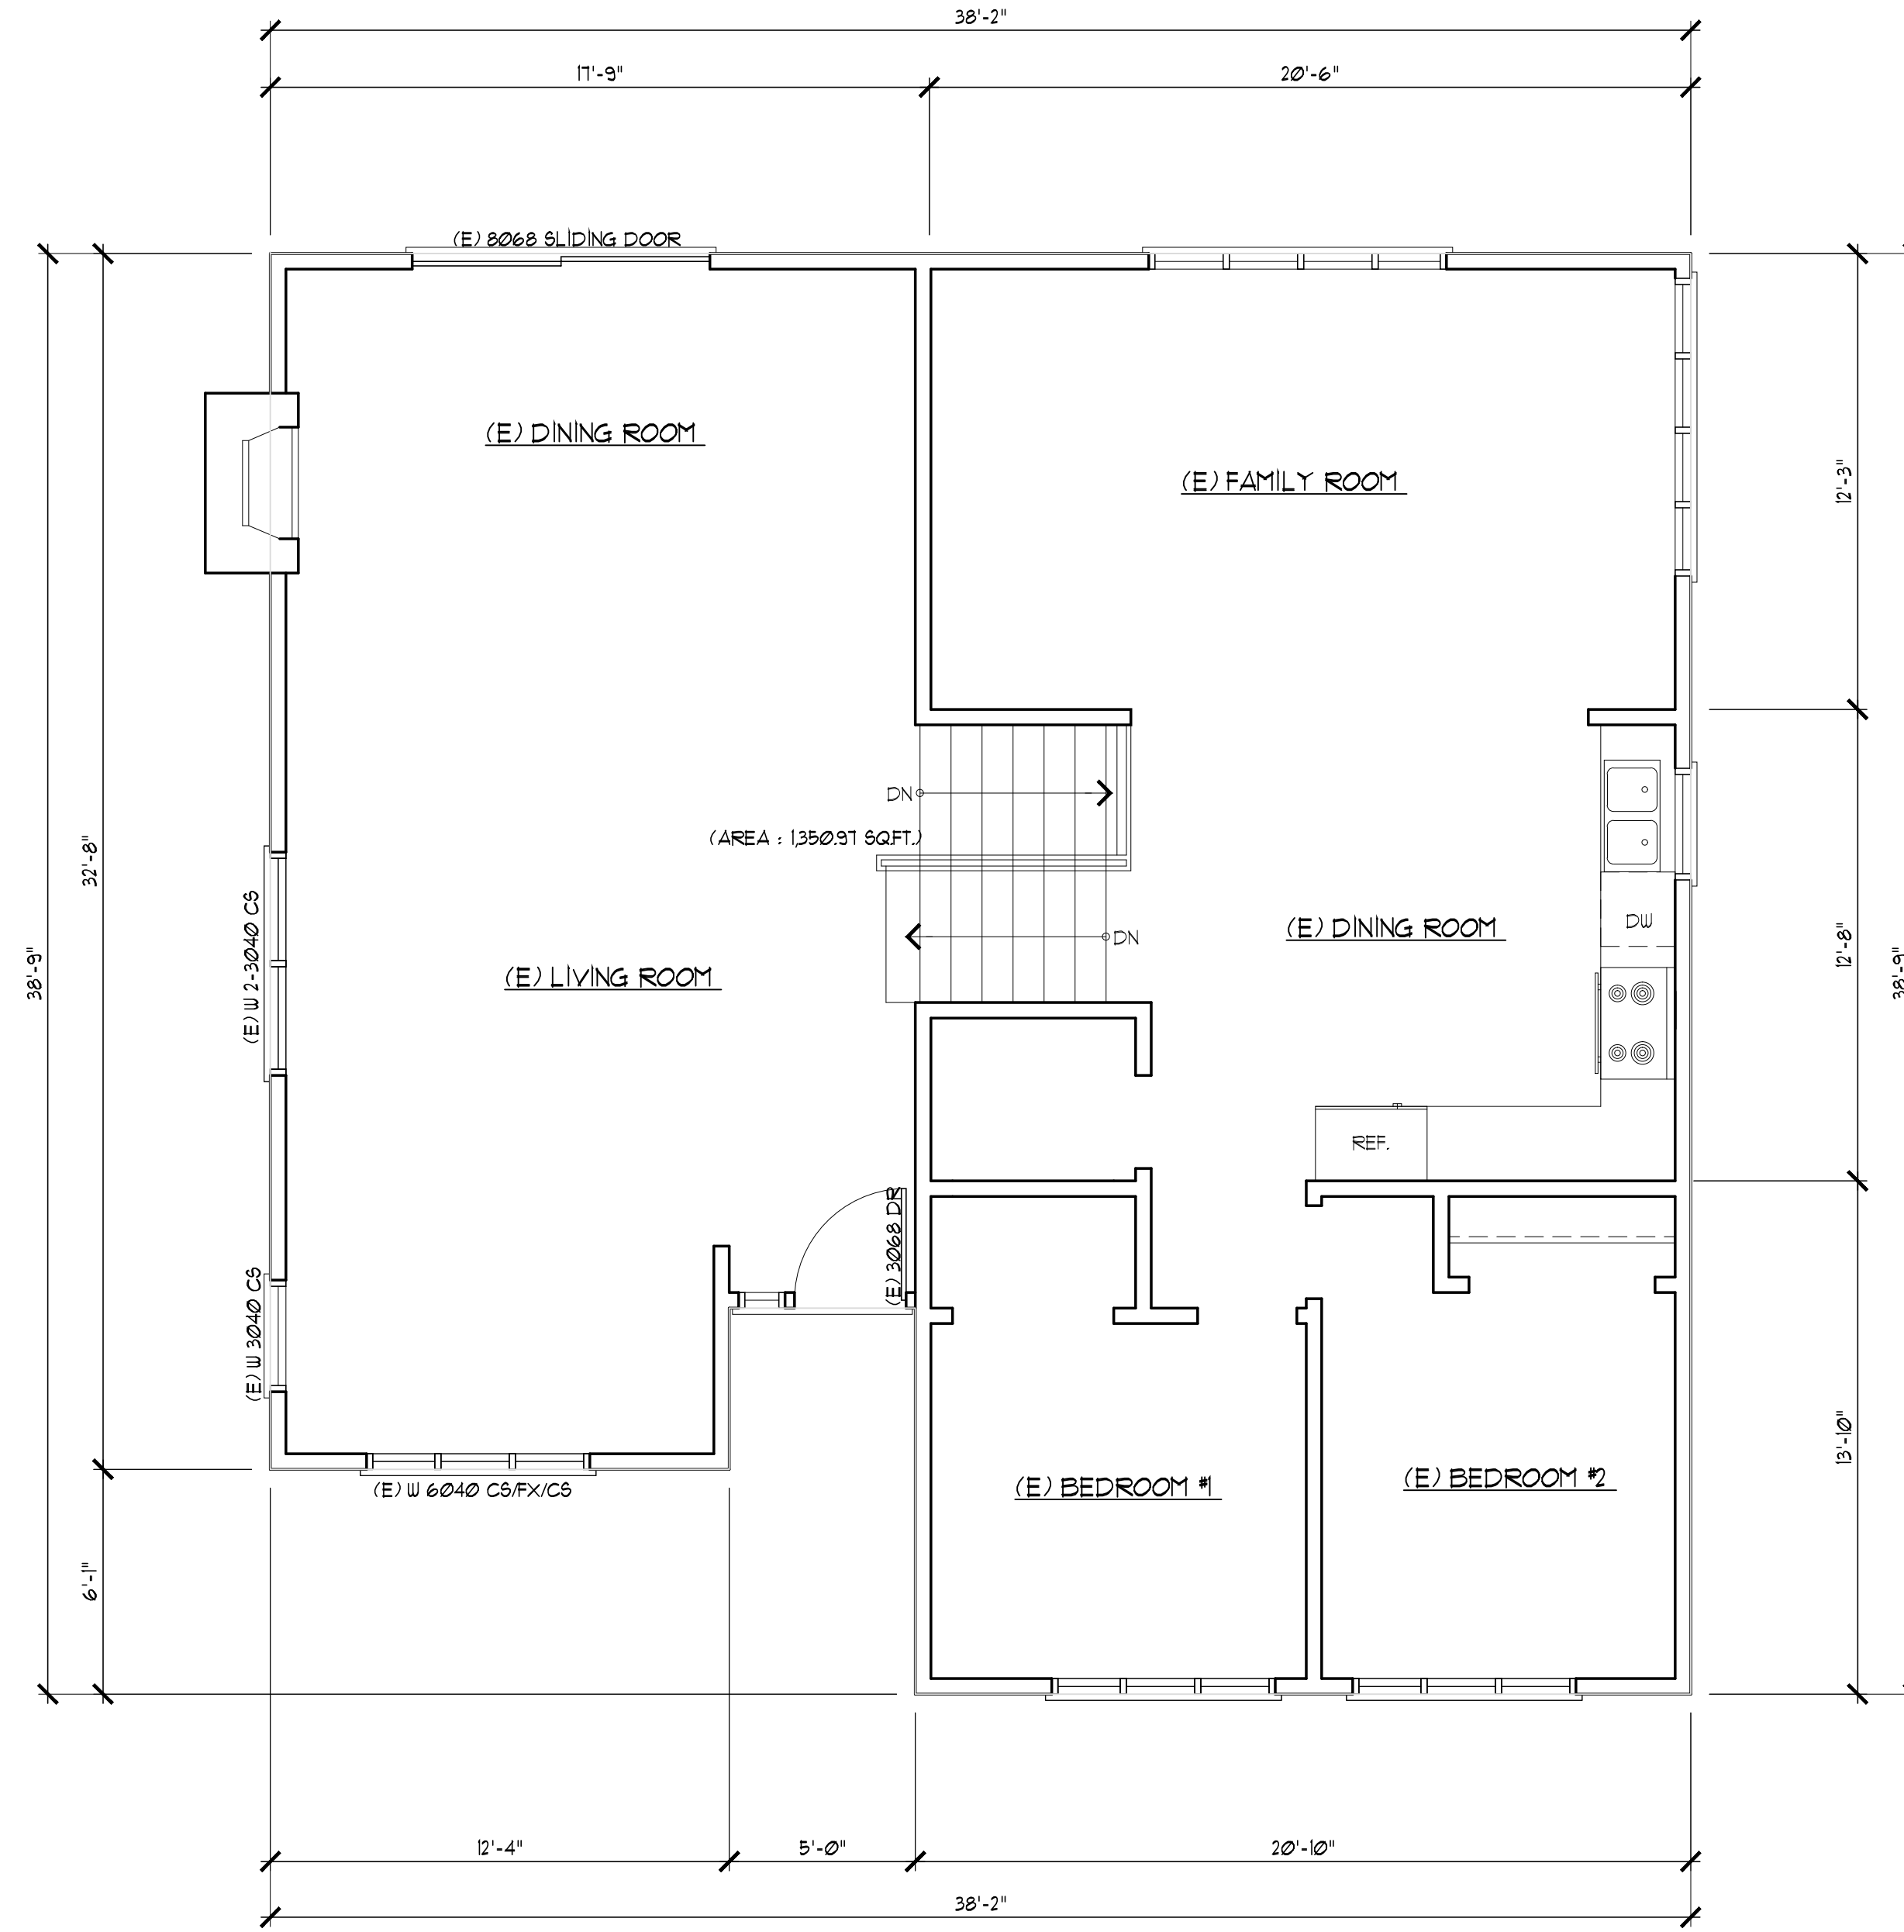 38'-2"
17'-9"
20'-6"
(E) 8068 SLIDING DOOR
(E) DINING ROOM
(E) FAMILY ROOM
12'-3"
DN
(AREA : 1,350.97 SQ.FT.)
32'-8"
38'-9"
(E) W 2-3040 CS
(E) LIVING ROOM
DN
(E) DINING ROOM
DW
12'-8"
38'-9"
REF.
(E) 3068 DR
(E) W 3040 CS
(E) W 6040 CS/FX/CS
(E) BEDROOM #1
(E) BEDROOM #2
13'-10"
6'-1"
12'-4"
5'-0"
20'-10"
38'-2"